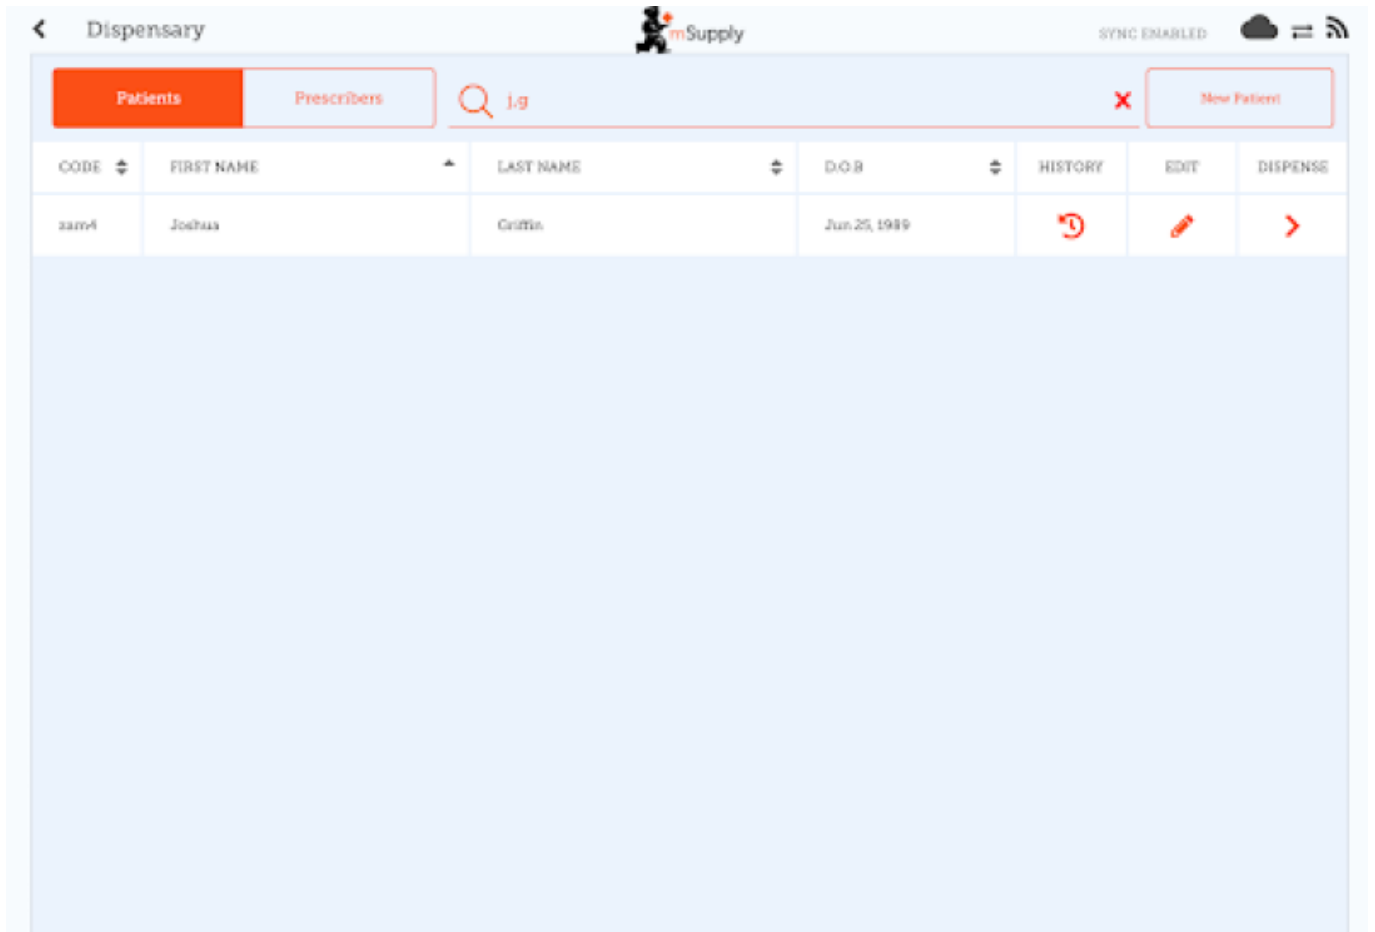 Dispensary
mSupply
SYNC ENABLED
Patients
Prescribers
j,g
New Patient
CODE FIRST NAME LAST NAME D.O.B HISTORY EDIT DISPENSE
Joshua Griffin Jun 25, 1989